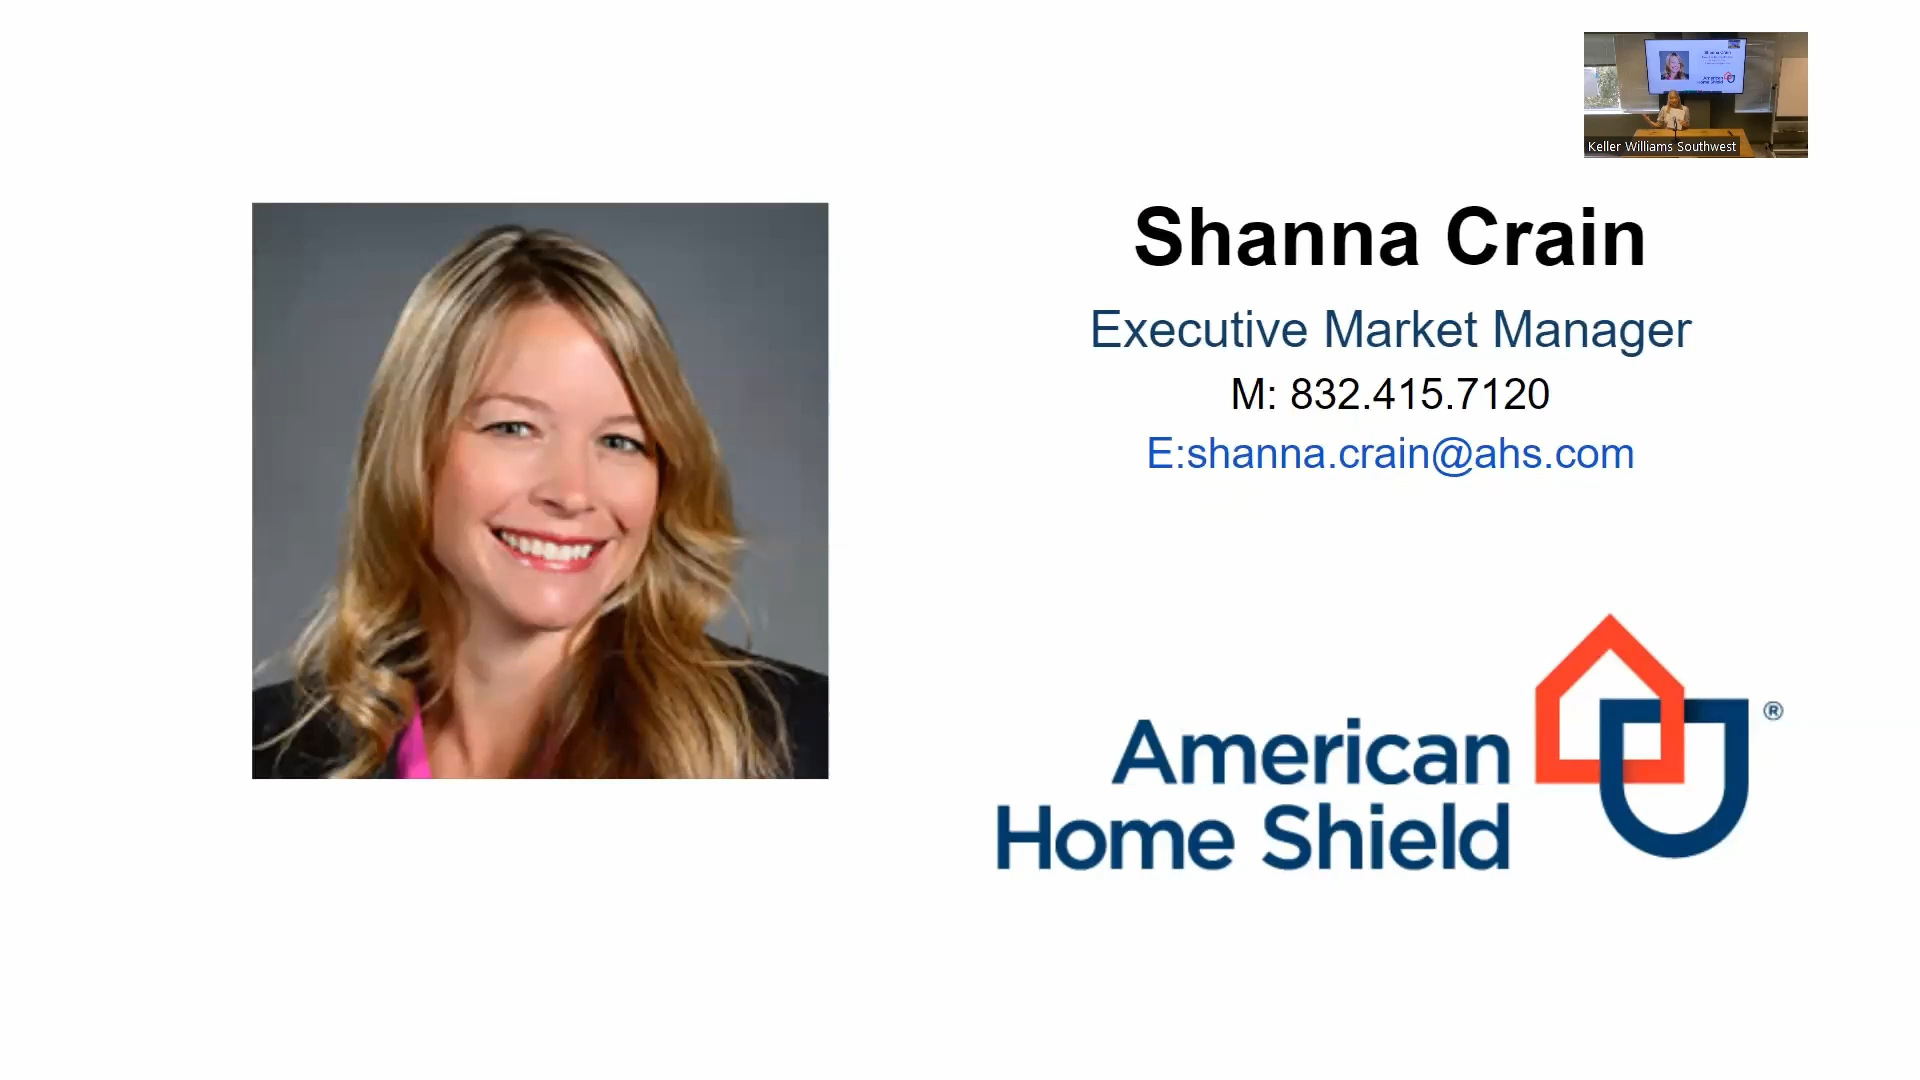 Keller Williams Southwest
Shanna Crain
Executive Market Manager
M: 832.415.7120
E:shanna.crain@ahs.com
American
Home Shield
®